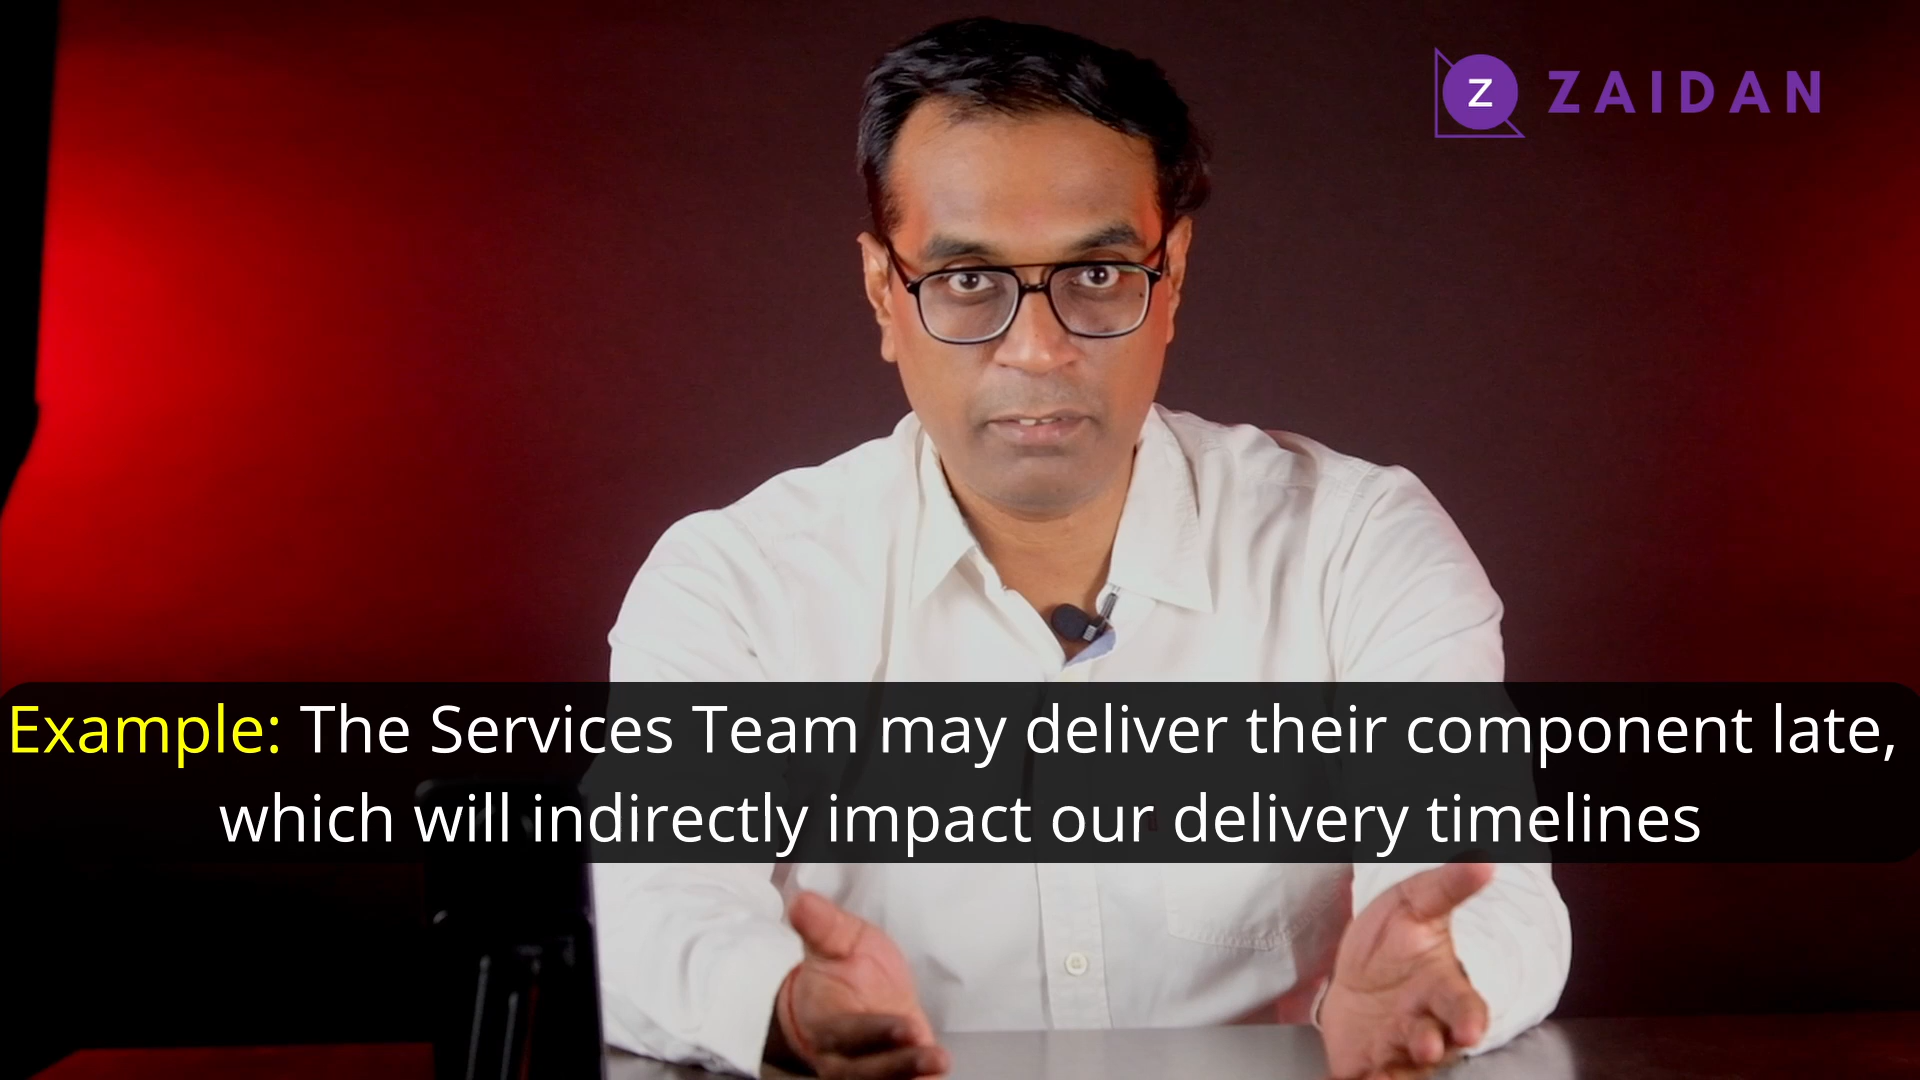 Z ZAIDAN
Example: The Services Team may deliver their component late,
which will indirectly impact our delivery timelines